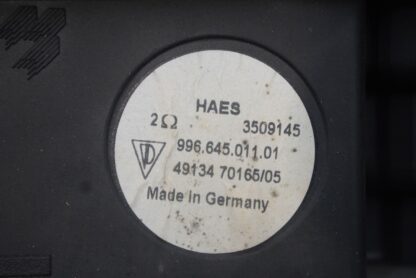 HAES
2Ω 3509145
996.645.011.01
49134 70165/05
Made in Germany